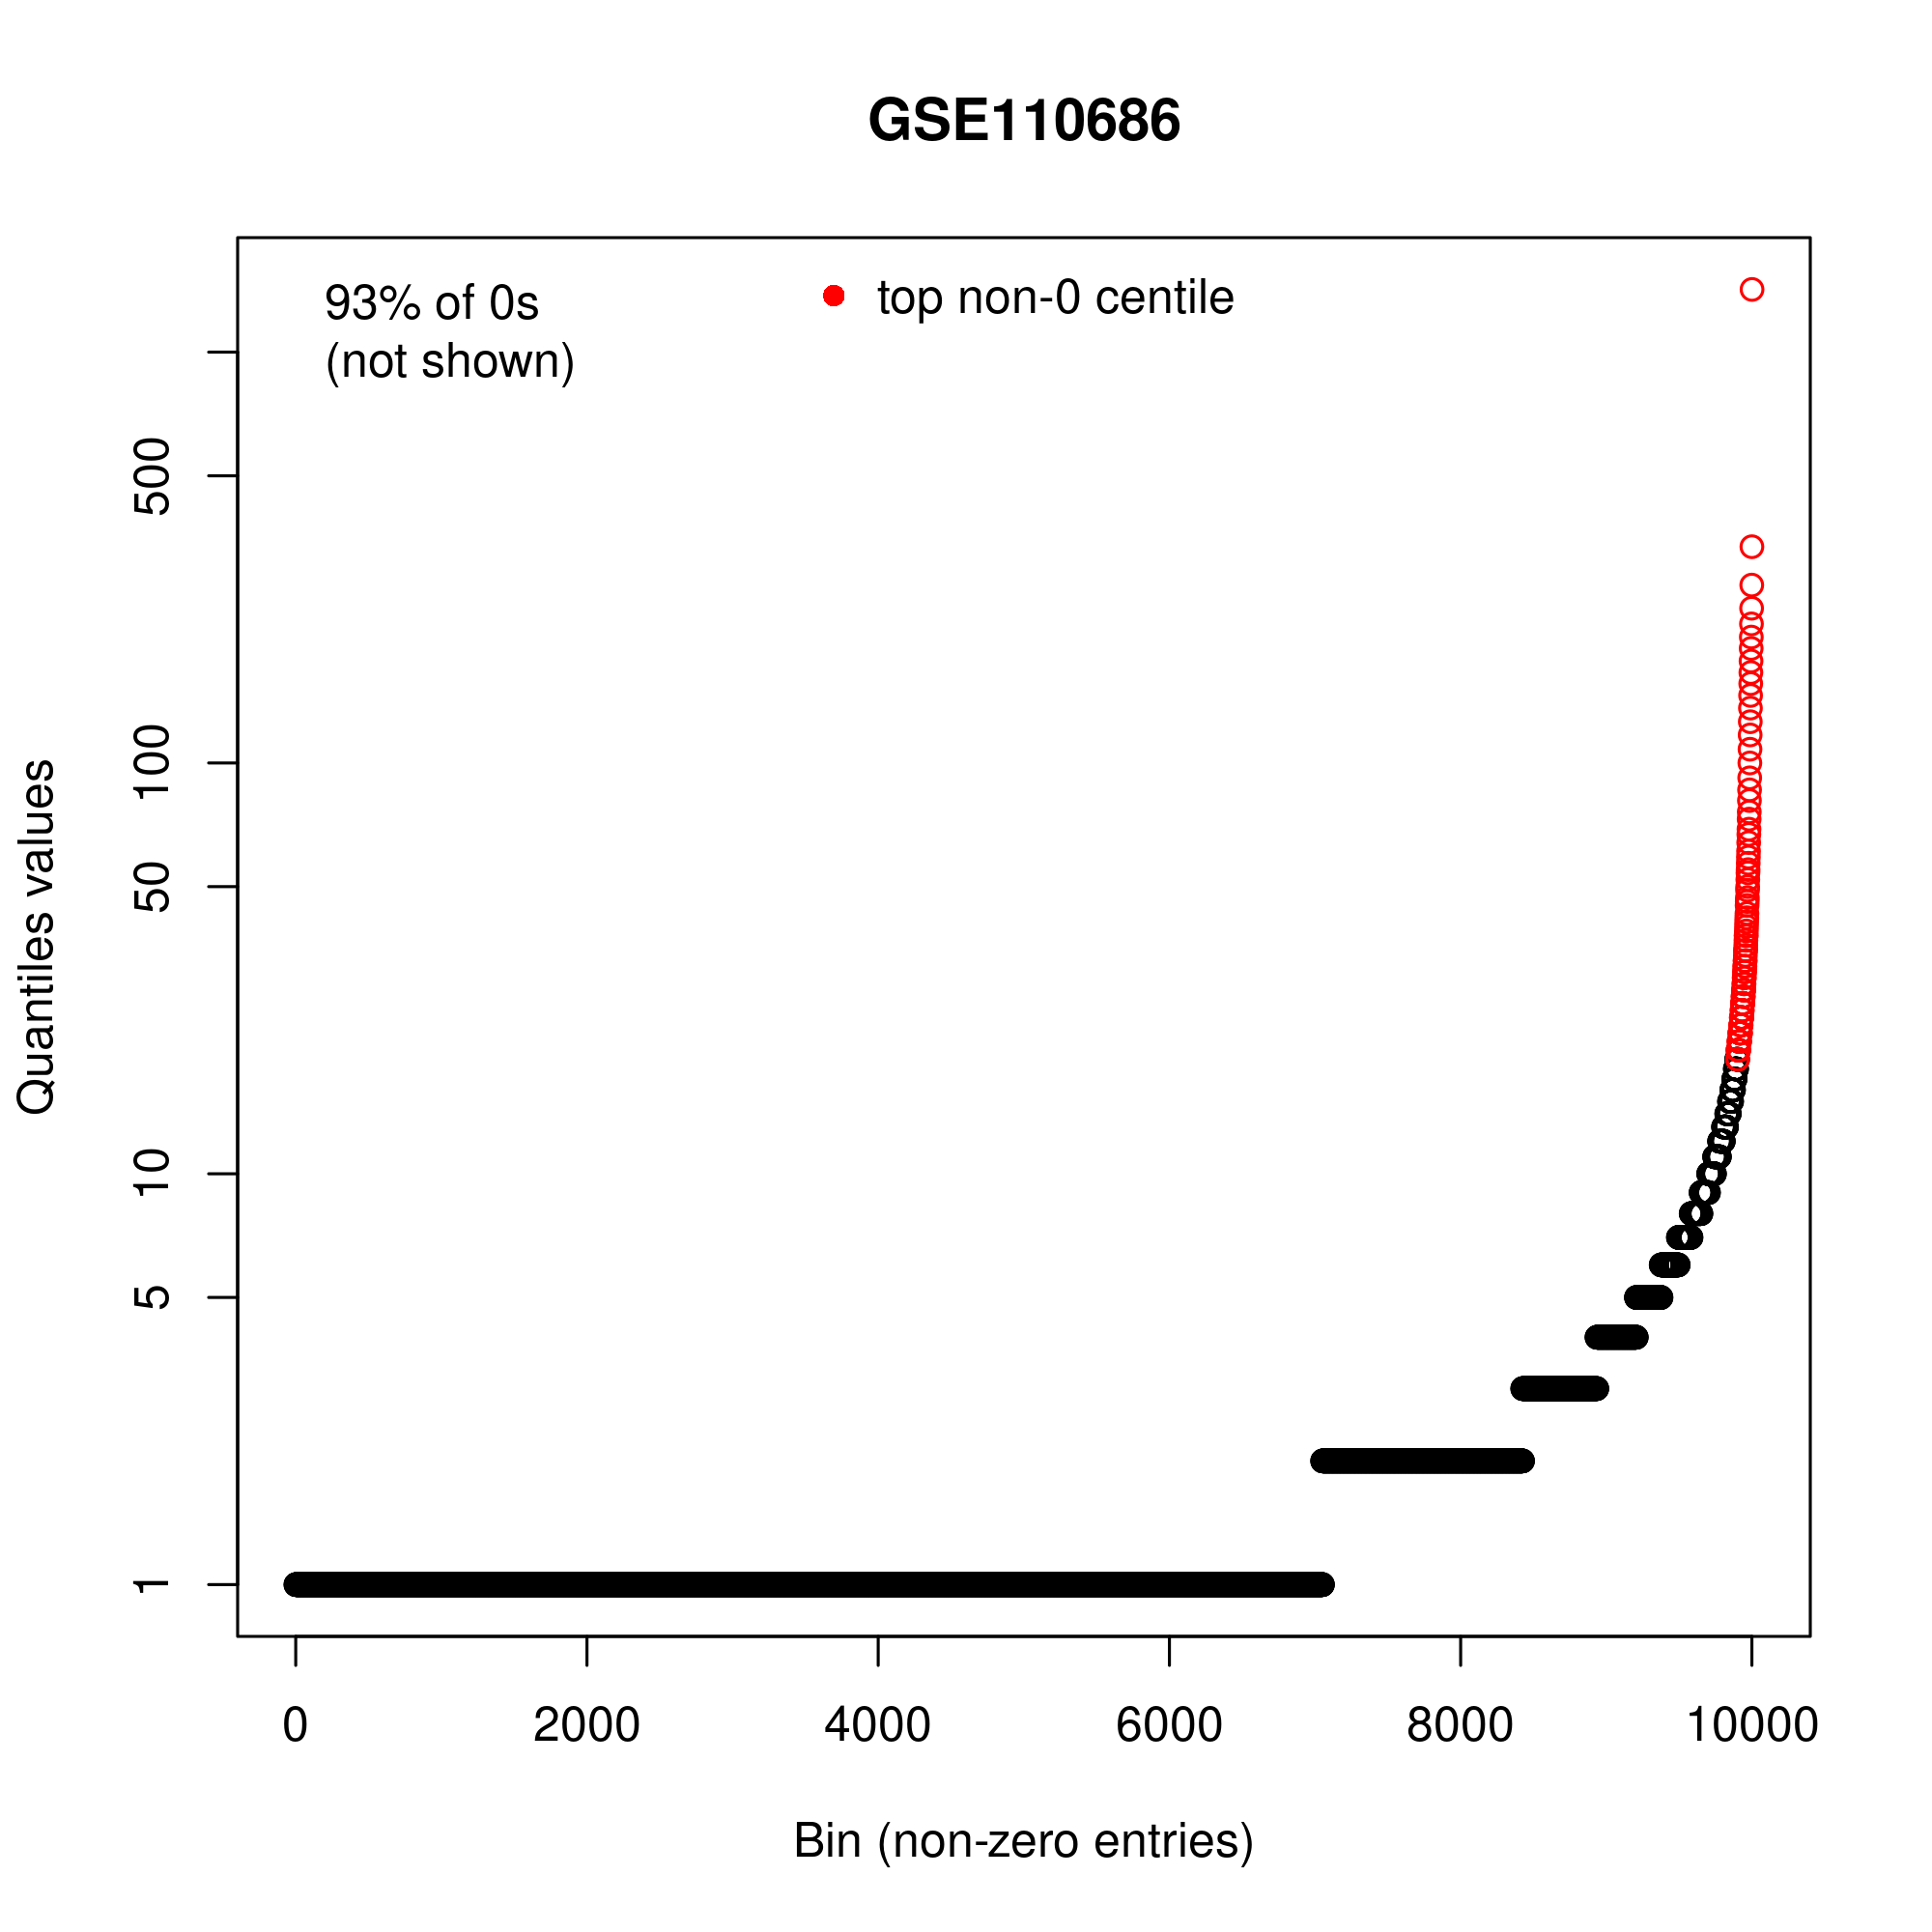 GSE110686
93% of 0s
(not shown)
top non-0 centile
Quantiles values
500
100
50
10
5
1
0 2000 4000 6000 8000 10000
Bin (non-zero entries)